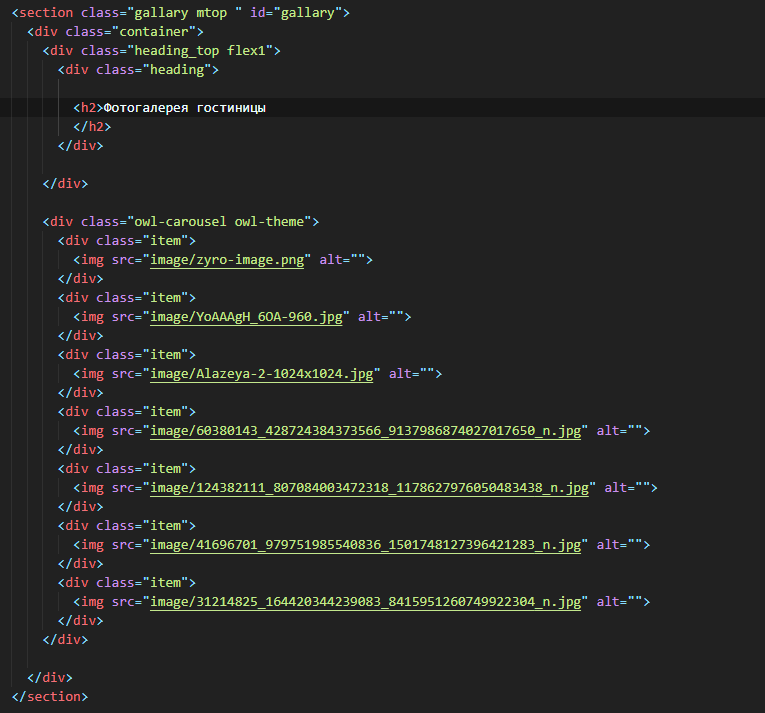 <section class="gallary mtop " id="gallary">
<div class="container">
<div class="heading_top flex1">
<div class="heading">
<h2>Фотогалерея гостиницы
</h2>
</div>
</div>
<div class="owl-carousel owl-theme">
<div class="item">
<img src="image/zyro-image.png" alt="">
</div>
<div class="item">
<img src="image/YoAAAgH_6OA-960.jpg" alt="">
</div>
<div class="item">
<img src="image/Alazeya-2-1024x1024.jpg" alt="">
</div>
<div class="item">
<img src="image/60380143_428724384373566_9137986874027017650_n.jpg" alt="">
</div>
<div class="item">
<img src="image/124382111_807084003472318_1178627976050483438_n.jpg" alt="">
</div>
<div class="item">
<img src="image/41696701_979751985540836_1501748127396421283_n.jpg" alt="">
</div>
<div class="item">
<img src="image/31214825_164420344239083_8415951260749922304_n.jpg" alt="">
</div>
</div>
</div>
</section>